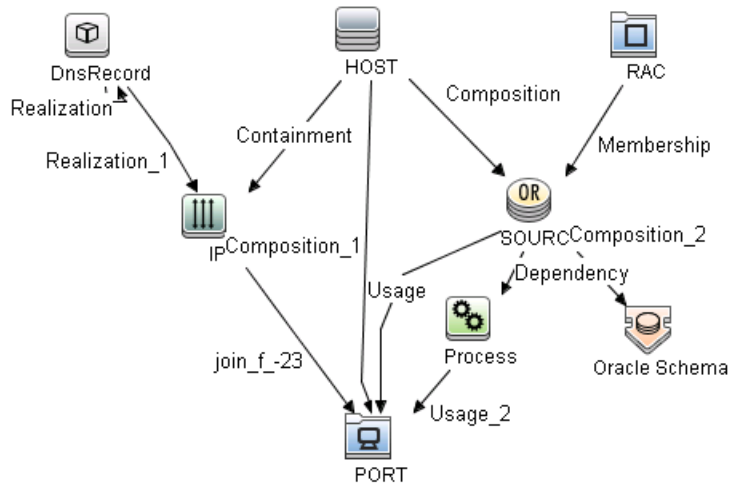 DnsRecord
HOST
RAC
Realization_
Composition
Containment
Membership
Realization_1
OR
IP
Composition_1
SOURC
Composition_2
Dependency
Usage
Process
Oracle Schema
join_f_-23
Usage_2
PORT